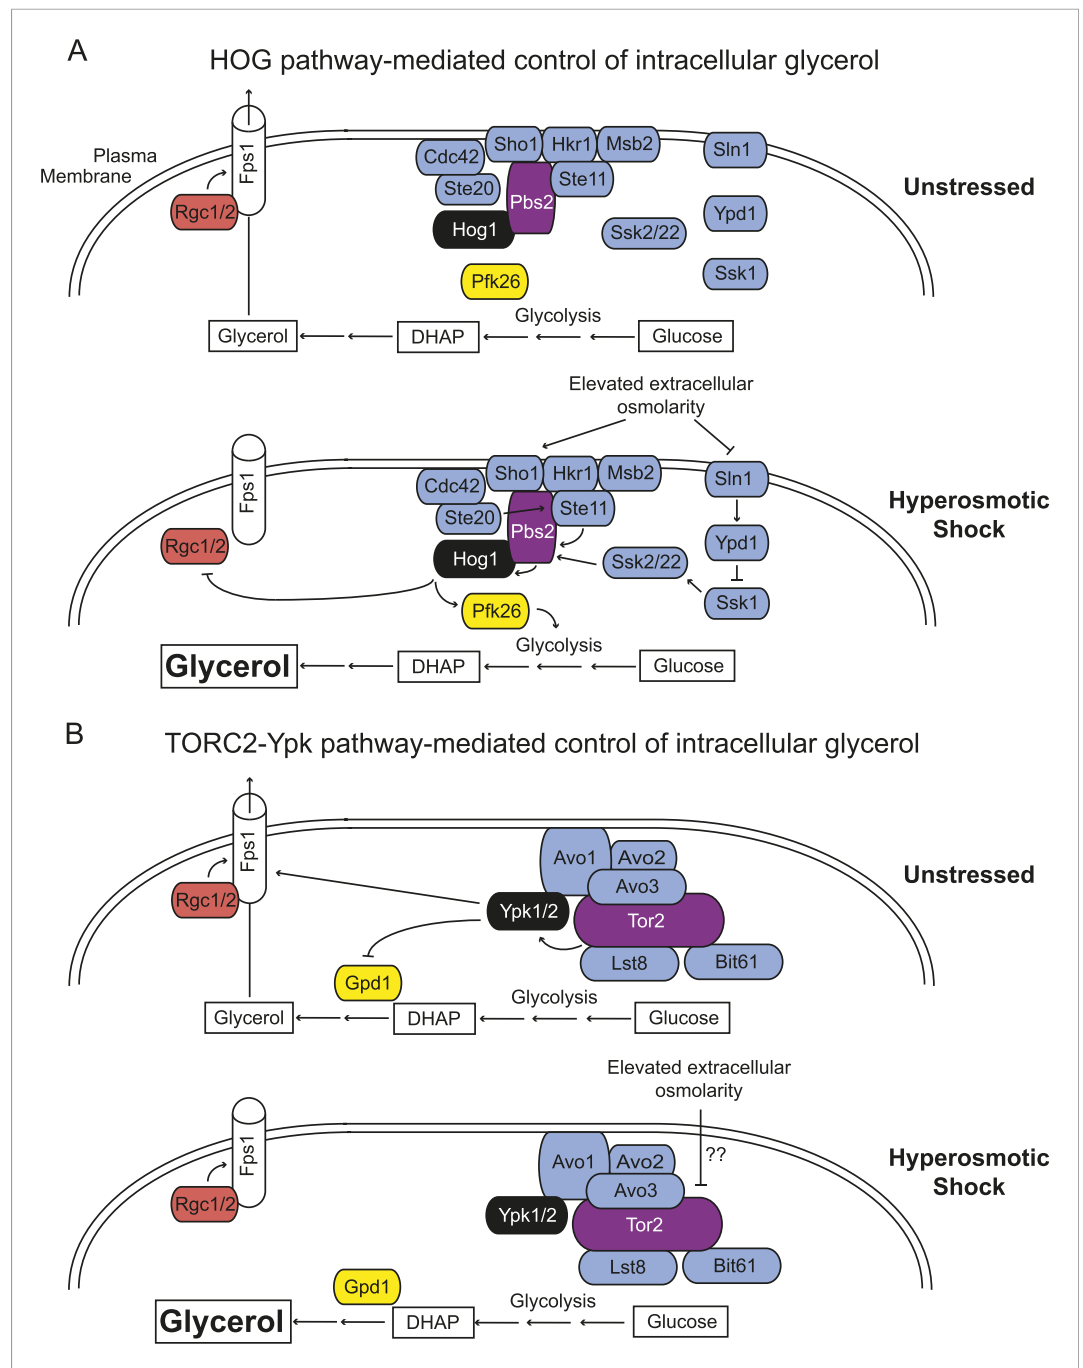 A
HOG pathway-mediated control of intracellular glycerol
Plasma
Membrane
Fps1
Rgc1/2
Cdc42
Ste20
Sho1
Hkr1
Msb2
Ste11
Pbs2
Hog1
Pfk26
Ssk2/22
Sln1
Ypd1
Ssk1
Unstressed
Glycerol
DHAP
Glycolysis
Glucose
Elevated extracellular
osmolarity
Fps1
Rgc1/2
Cdc42
Ste20
Sho1
Hkr1
Msb2
Ste11
Pbs2
Hog1
Pfk26
Ssk2/22
Sln1
Ypd1
Ssk1
Hyperosmotic
Shock
Glycerol
DHAP
Glycolysis
Glucose
B
TORC2-Ypk pathway-mediated control of intracellular glycerol
Fps1
Rgc1/2
Avo1
Avo2
Avo3
Ypk1/2
Tor2
Lst8
Bit61
Gpd1
Unstressed
Glycerol
DHAP
Glycolysis
Glucose
Elevated extracellular
osmolarity
??
Fps1
Rgc1/2
Avo1
Avo2
Avo3
Ypk1/2
Tor2
Lst8
Bit61
Gpd1
Hyperosmotic
Shock
Glycerol
DHAP
Glycolysis
Glucose